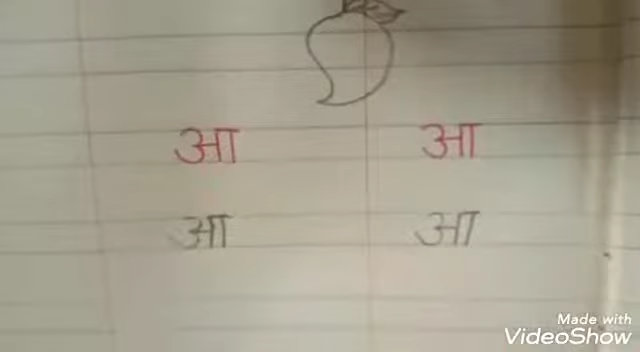 आ आ
आ आ
Made with
VideoShow